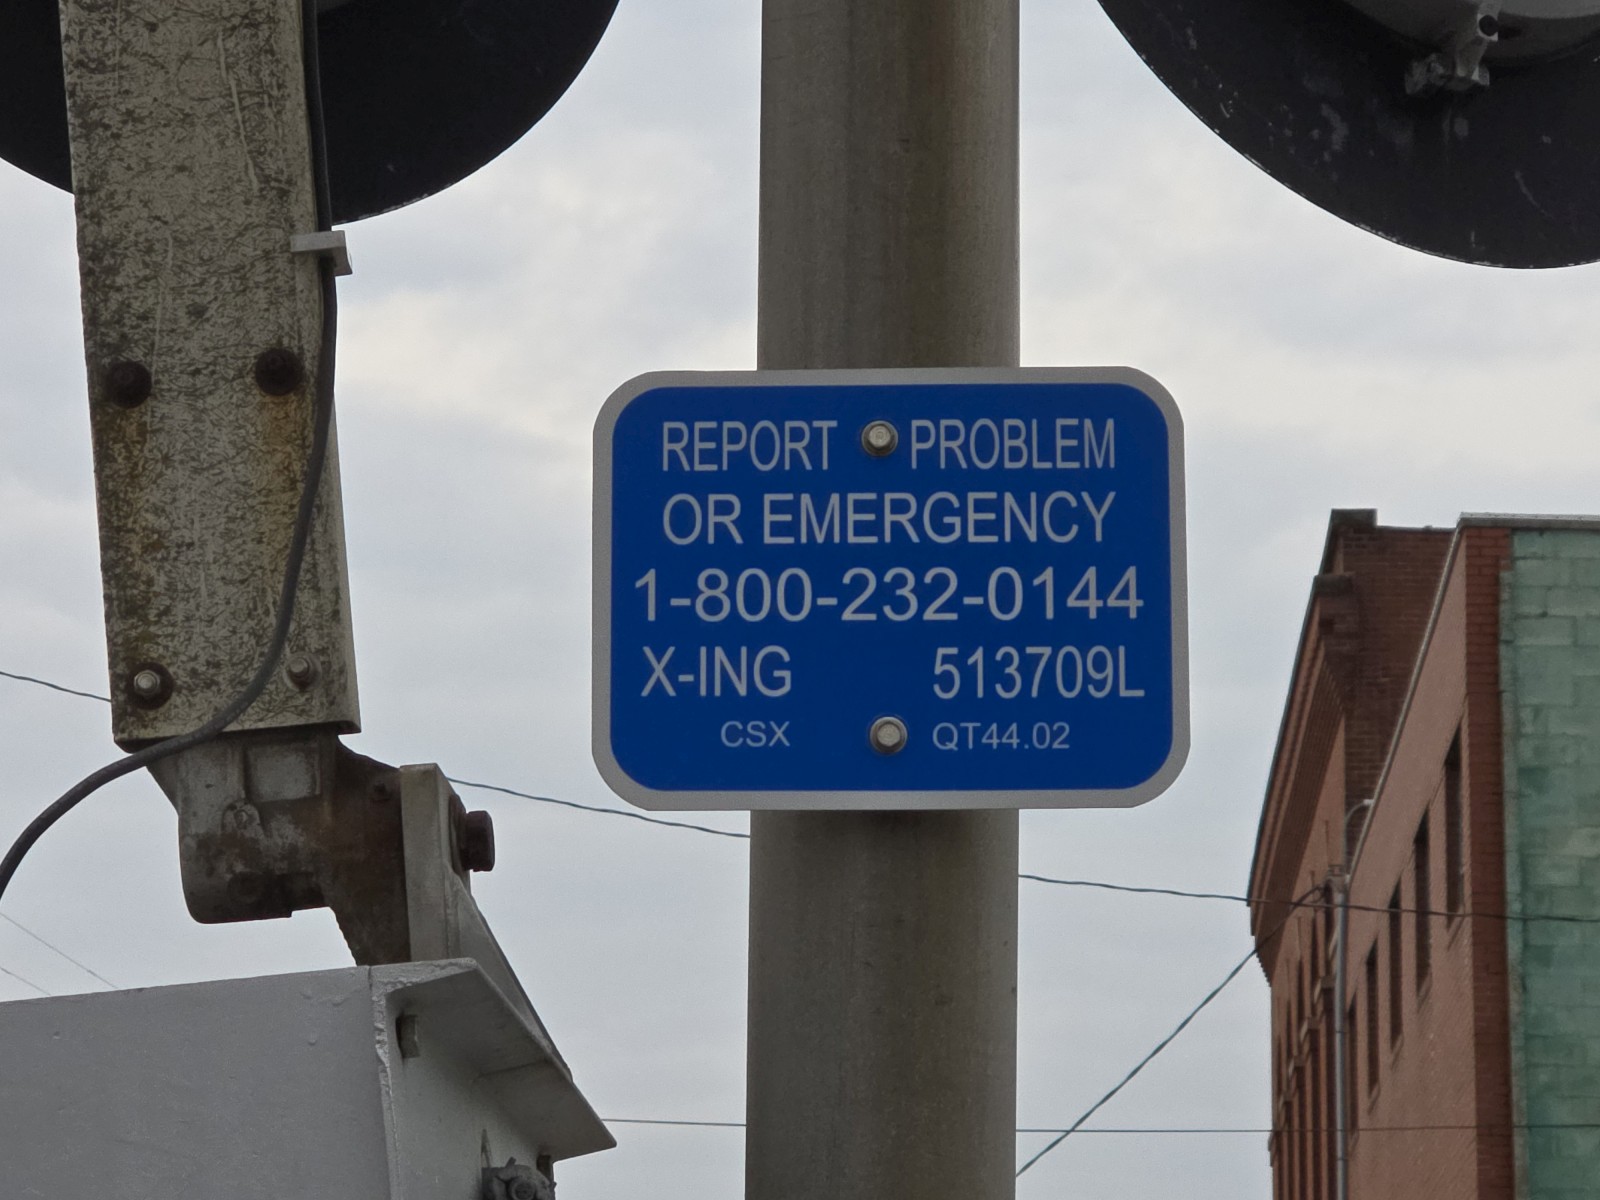 REPORT PROBLEM
OR EMERGENCY
1-800-232-0144
X-ING 513709L
CSX QT44.02